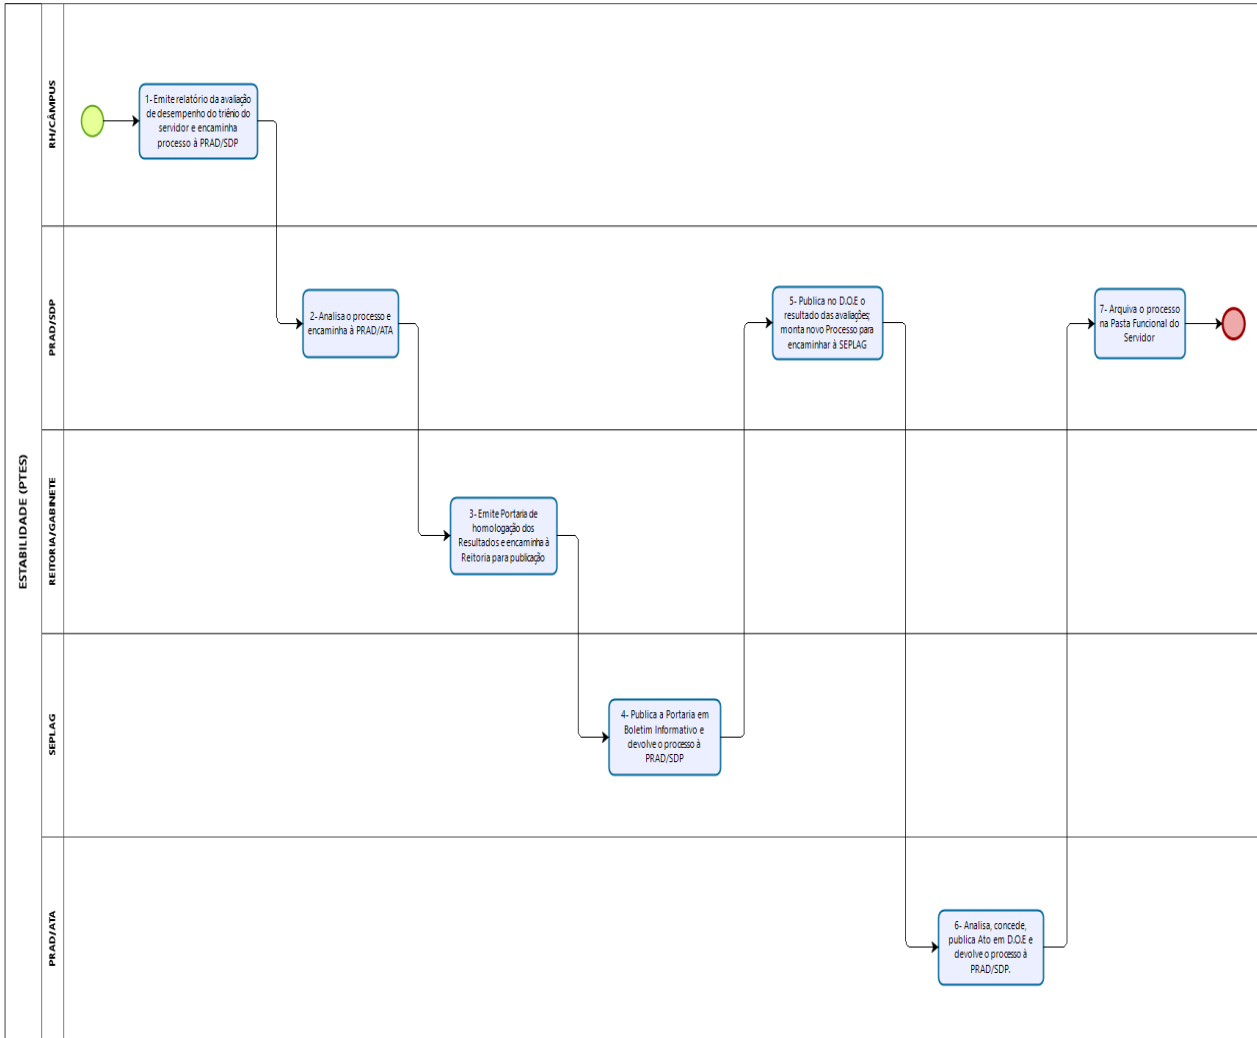 ESTABILIDADE (PTES)
RH/CÂMPUS
1- Emite relatório da avaliação
de desempenho do triênio do
servidor e encaminha
processo à PRAD/SDP
PRAD/SDP
2- Analisa o processo e
encaminha à PRAD/ATA
5- Publica no D.O.E o
resultado das avaliações;
monta novo Processo para
encaminhar à SEPLAG
7- Arquiva o processo
na Pasta Funcional do
Servidor
REITORIA/GABINETE
3- Emite Portaria de
homologação dos
Resultados e encaminha à
Reitoria para publicação
SEPLAG
4- Publica a Portaria em
Boletim Informativo e
devolve o processo à
PRAD/SDP
PRAD/ATA
6- Analisa, concede,
publica Ato em D.O.E e
devolve o processo à
PRAD/SDP.